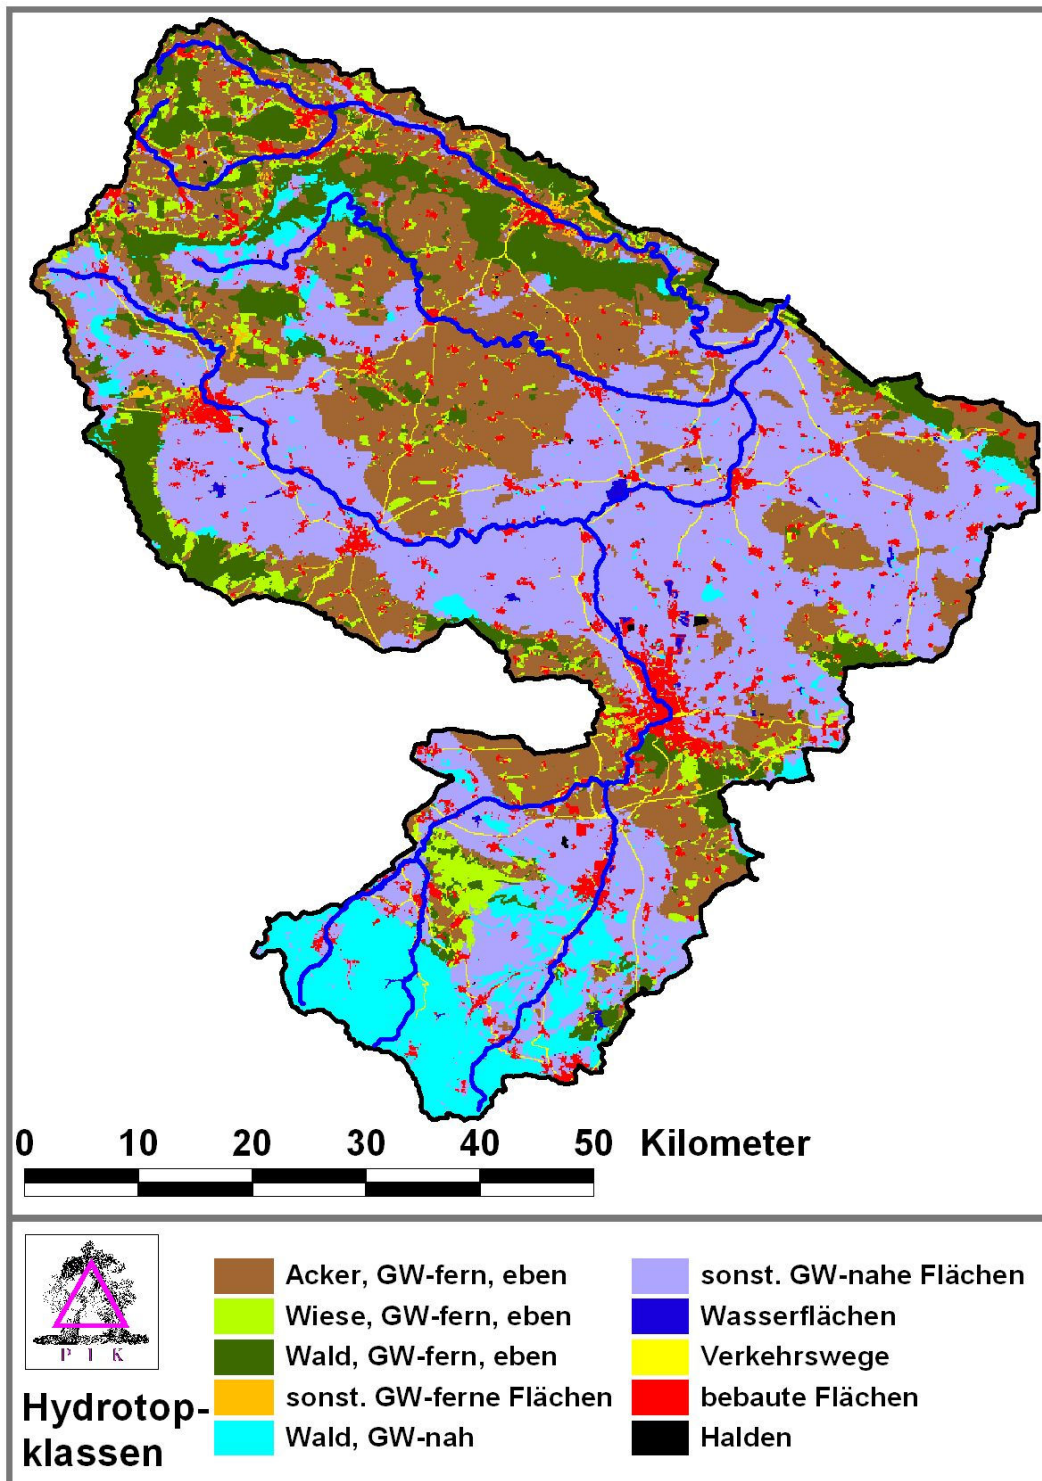 0 10 20 30 40 50 Kilometer
PIK
Hydrotop-
klassen
Acker, GW-fern, eben
Wiese, GW-fern, eben
Wald, GW-fern, eben
sonst. GW-ferne Flächen
Wald, GW-nah
sonst. GW-nahe Flächen
Wasserflächen
Verkehrswege
bebaute Flächen
Halden